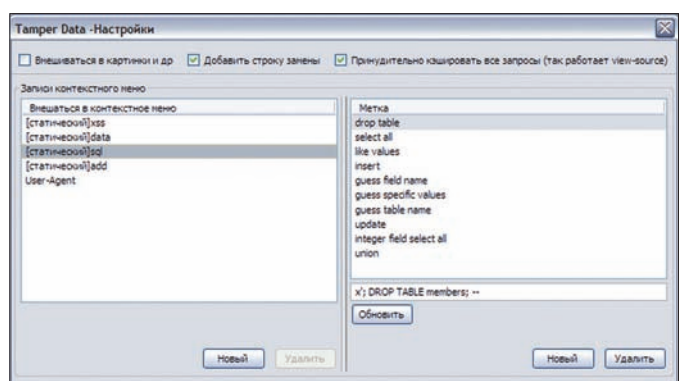 Tamper Data -Настройки
Внешиваться в картинки и др Добавить строку замены Принудительно кэшировать все запросы (так работает view-source)
Записи контекстного меню
Внешаться в контекстное меню
[статический]xss
[статический]data
[статический]sql
[статический]add
User-Agent
Новый Удалить
Метка
drop table
select all
like values
insert
guess field name
guess specific values
guess table name
update
integer field select all
union
x'; DROP TABLE members; --
Обновить
Новый Удалить